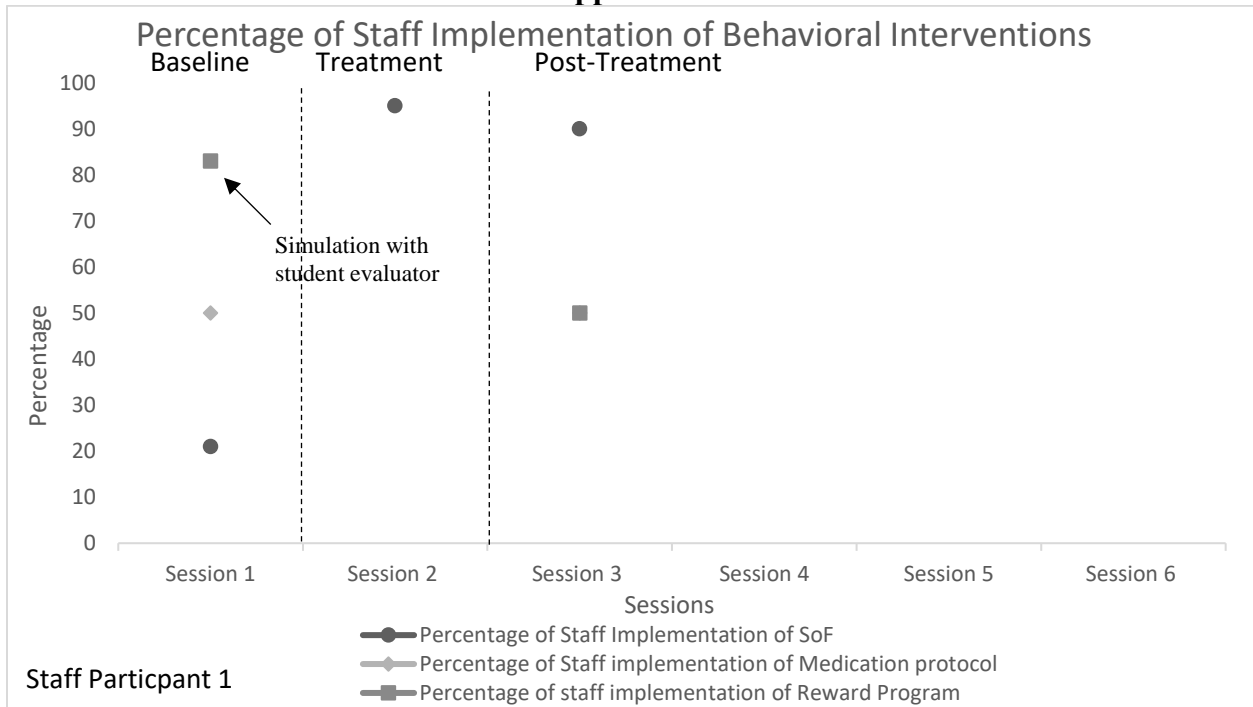 Percentage of Staff Implementation of Behavioral Interventions
Baseline Treatment Post-Treatment
100
90
80
70
60
50
40
30
20
10
0
Percentage
Simulation with
student evaluator
Session 1 Session 2 Session 3 Session 4 Session 5 Session 6
Sessions
Percentage of Staff Implementation of SoF
Percentage of Staff implementation of Medication protocol
Percentage of staff implementation of Reward Program
Staff Particpant 1